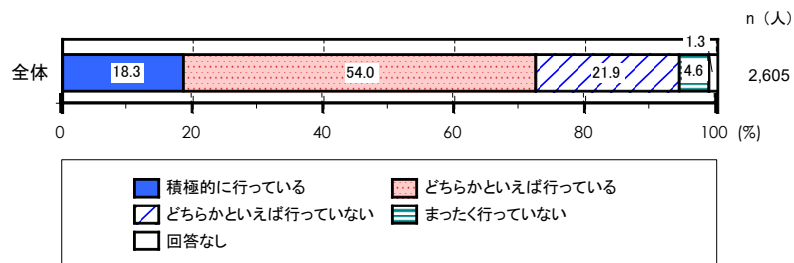 n（人）
1.3
全体 18.3 54.0 21.9 4.6 2,605
0 20 40 60 80 100 (%)
積極的に行っている どちらかといえば行っている
どちらかといえば行っていない まったく行っていない
回答なし